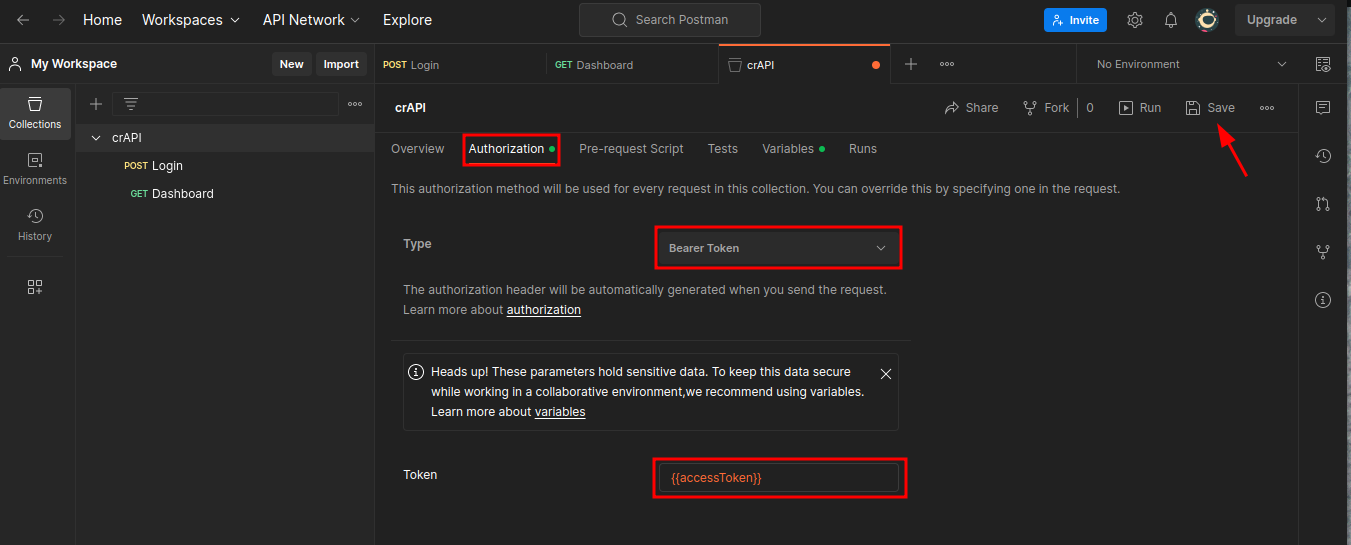 Home Workspaces API Network Explore Search Postman Invite Upgrade
My Workspace New Import POST Login GET Dashboard crAPI No Environment
Collections
Environments
History
crAPI
POST Login
GET Dashboard
crAPI Share Fork 0 Run Save
Overview Authorization Pre-request Script Tests Variables Runs
This authorization method will be used for every request in this collection. You can override this by specifying one in the request.
Type Bearer Token
The authorization header will be automatically generated when you send the request.
Learn more about authorization
Heads up! These parameters hold sensitive data. To keep this data secure
while working in a collaborative environment,we recommend using variables.
Learn more about variables
Token {{accessToken}}